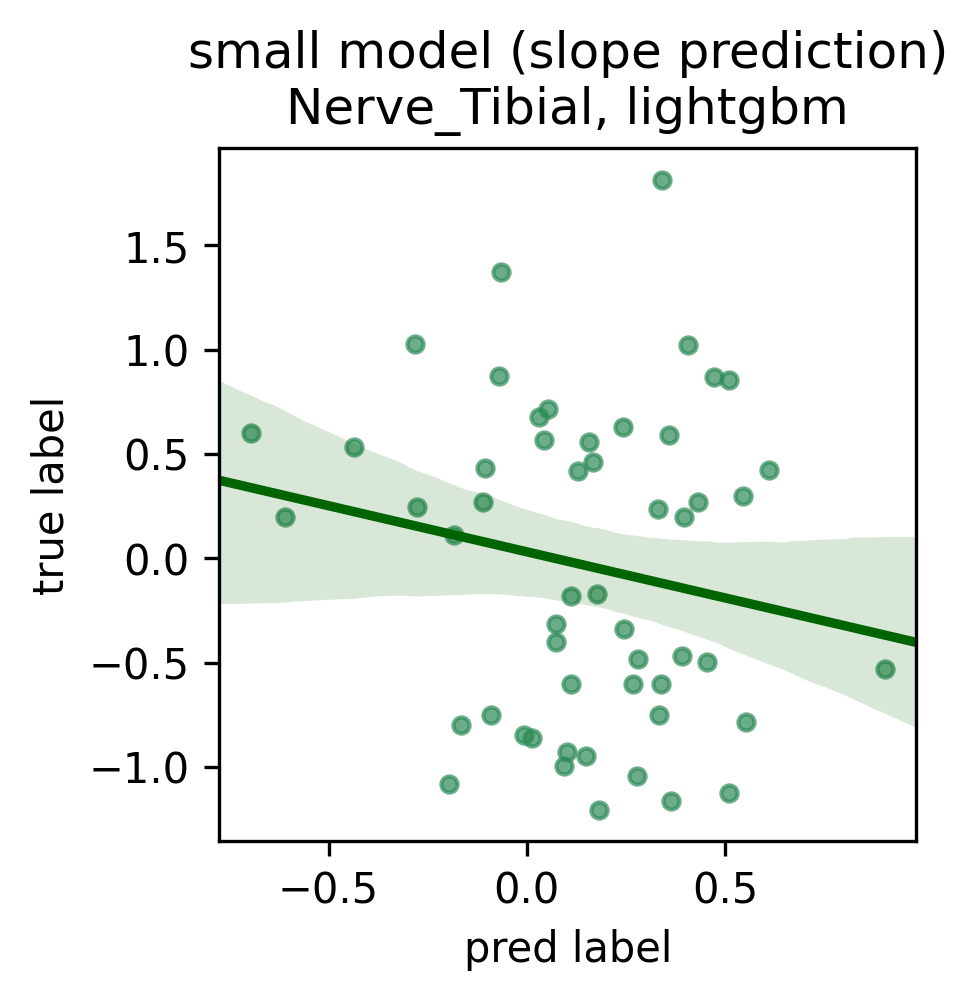 small model (slope prediction)
Nerve_Tibial, lightgbm
1.5
1.0
0.5
0.0
−0.5
−1.0
true label
−0.5
0.0
0.5
pred label